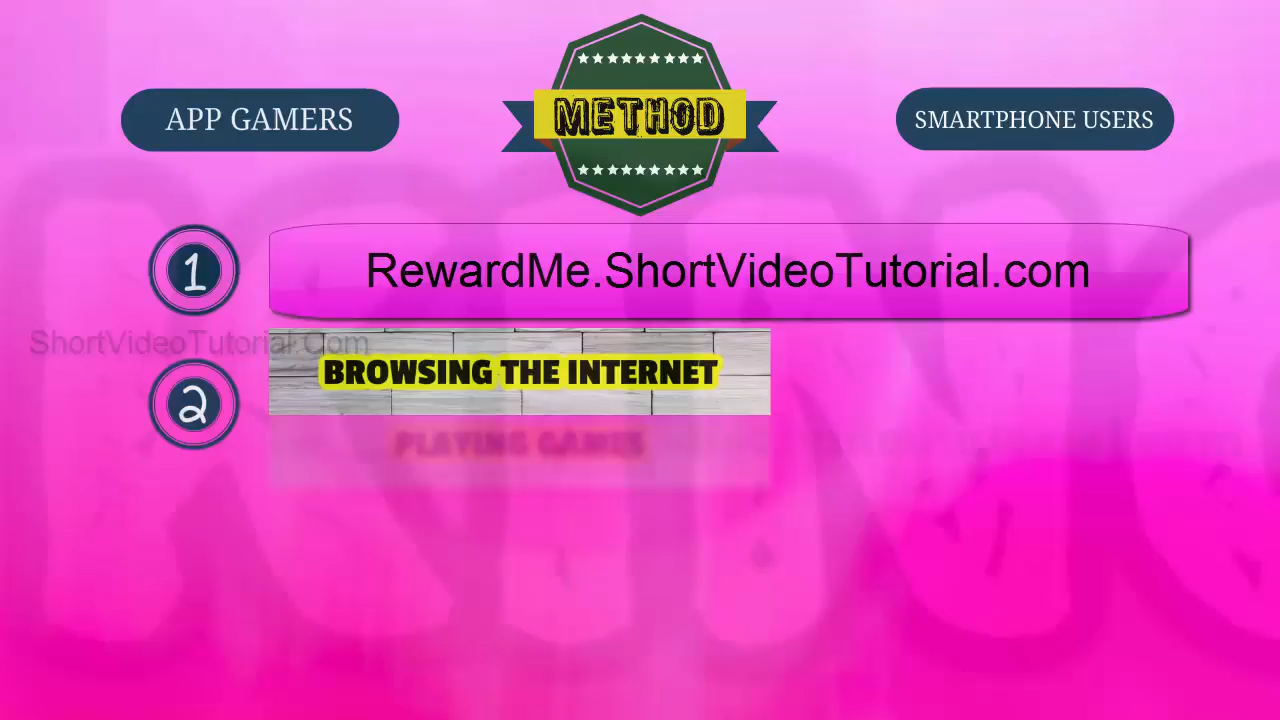 METHOD
APP GAMERS
SMARTPHONE USERS
1
RewardMe.ShortVideoTutorial.com
ShortVideoTutorial.Com
2
BROWSING THE INTERNET
PLAYING GAMES